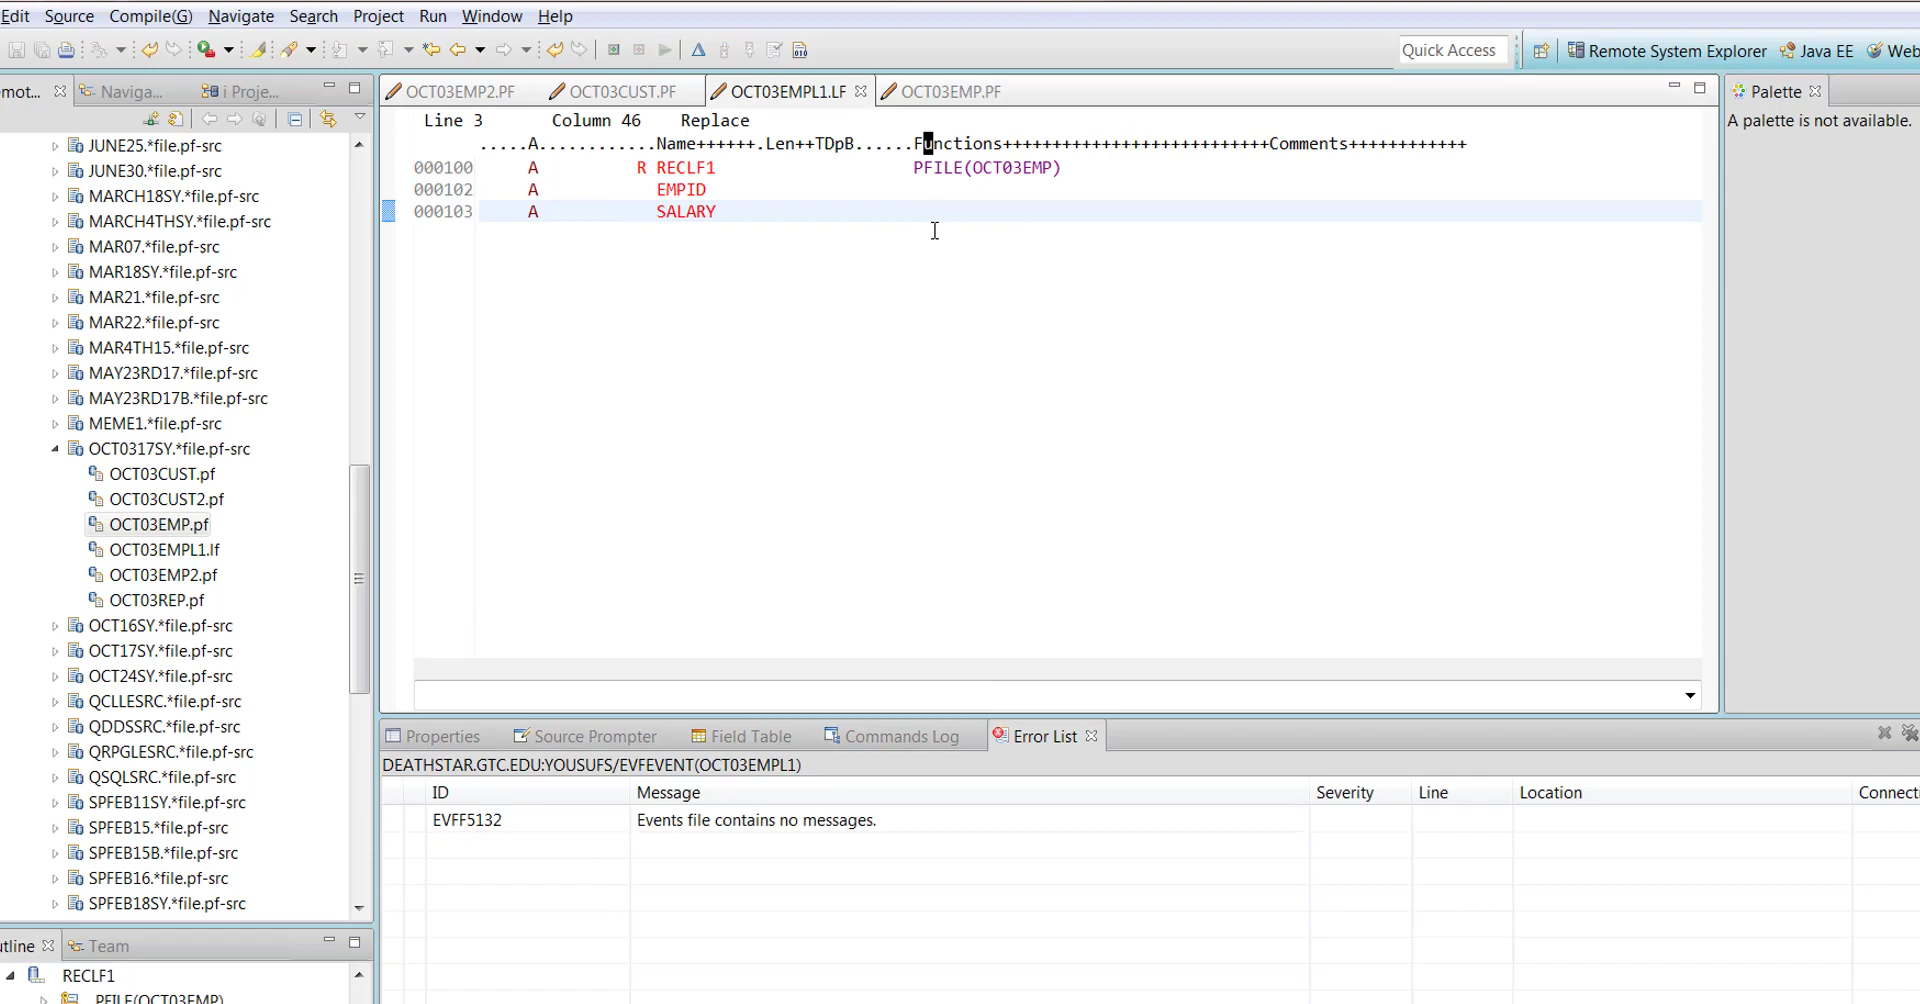 Edit Source Compile(G) Navigate Search Project Run Window Help
Quick Access Remote System Explorer Java EE Web
mot... Naviga... i Proje...
JUNE25.*file.pf-src
JUNE30.*file.pf-src
MARCH18SY.*file.pf-src
MARCH4THSY.*file.pf-src
MAR07.*file.pf-src
MAR18SY.*file.pf-src
MAR21.*file.pf-src
MAR22.*file.pf-src
MAR4TH15.*file.pf-src
MAY23RD17.*file.pf-src
MAY23RD17B.*file.pf-src
MEME1.*file.pf-src
OCT0317SY.*file.pf-src
OCT03CUST.pf
OCT03CUST2.pf
OCT03EMP.pf
OCT03EMPL1.lf
OCT03EMP2.pf
OCT03REP.pf
OCT16SY.*file.pf-src
OCT17SY.*file.pf-src
OCT24SY.*file.pf-src
QCLLESRC.*file.pf-src
QDDSSRC.*file.pf-src
QRPGLESRC.*file.pf-src
QSQLSRC.*file.pf-src
SPFEB11SY.*file.pf-src
SPFEB15.*file.pf-src
SPFEB15B.*file.pf-src
SPFEB16.*file.pf-src
SPFEB18SY.*file.pf-src
utline Team
RECLF1
PFILE(OCT03EMP)
OCT03EMP2.PF OCT03CUST.PF OCT03EMPL1.LF OCT03EMP.PF
Line 3 Column 46 Replace
.....A............Name++++++.Len++TDpB......Functions+++++++++++++++++++++++++++Comments++++++++++++
000100 A R RECLF1 PFILE(OCT03EMP)
000102 A EMPID
000103 A SALARY
Palette
A palette is not available.
Properties Source Prompter Field Table Commands Log Error List
DEATHSTAR.GTC.EDU:YOUSUFS/EVFEVENT(OCT03EMPL1)
ID Message Severity Line Location Connecti
EVFF5132 Events file contains no messages.